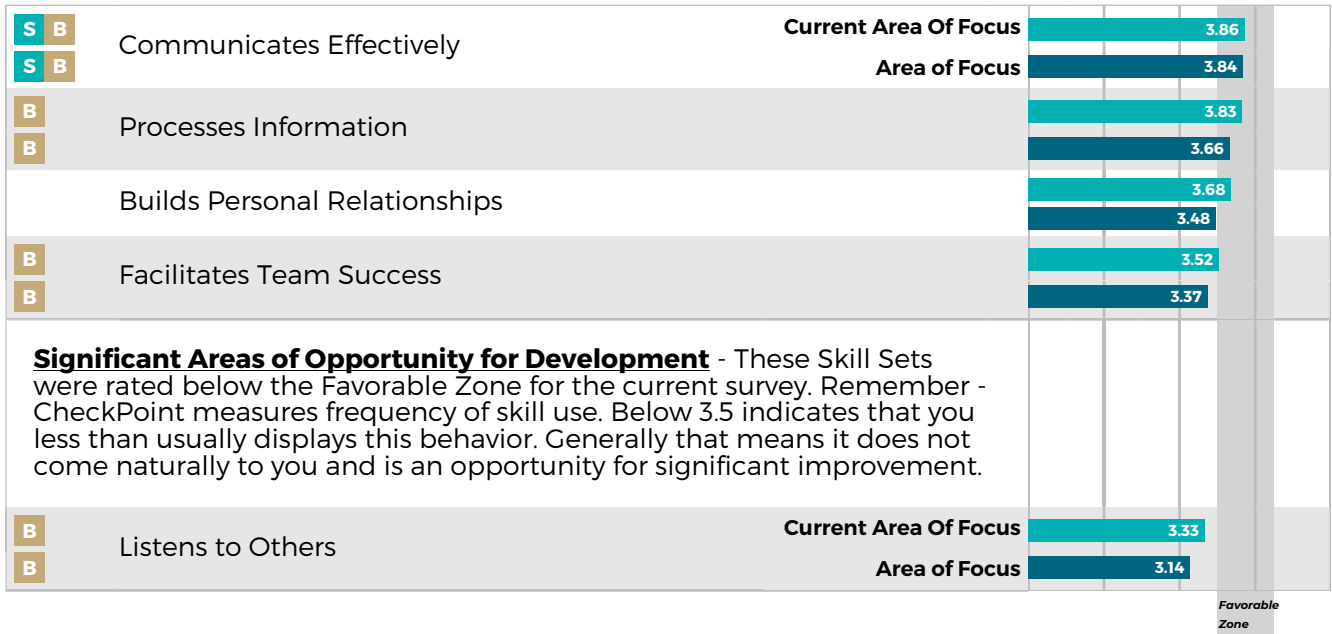 S B
Communicates Effectively
Current Area Of Focus
3.86
S B
Area of Focus
3.84
B
Processes Information
3.83
B
3.66
Builds Personal Relationships
3.68
3.48
B
Facilitates Team Success
3.52
B
3.37
Significant Areas of Opportunity for Development - These Skill Sets
were rated below the Favorable Zone for the current survey. Remember -
CheckPoint measures frequency of skill use. Below 3.5 indicates that you
less than usually displays this behavior. Generally that means it does not
come naturally to you and is an opportunity for significant improvement.
B
Listens to Others
Current Area Of Focus
3.33
B
Area of Focus
3.14
Favorable
Zone